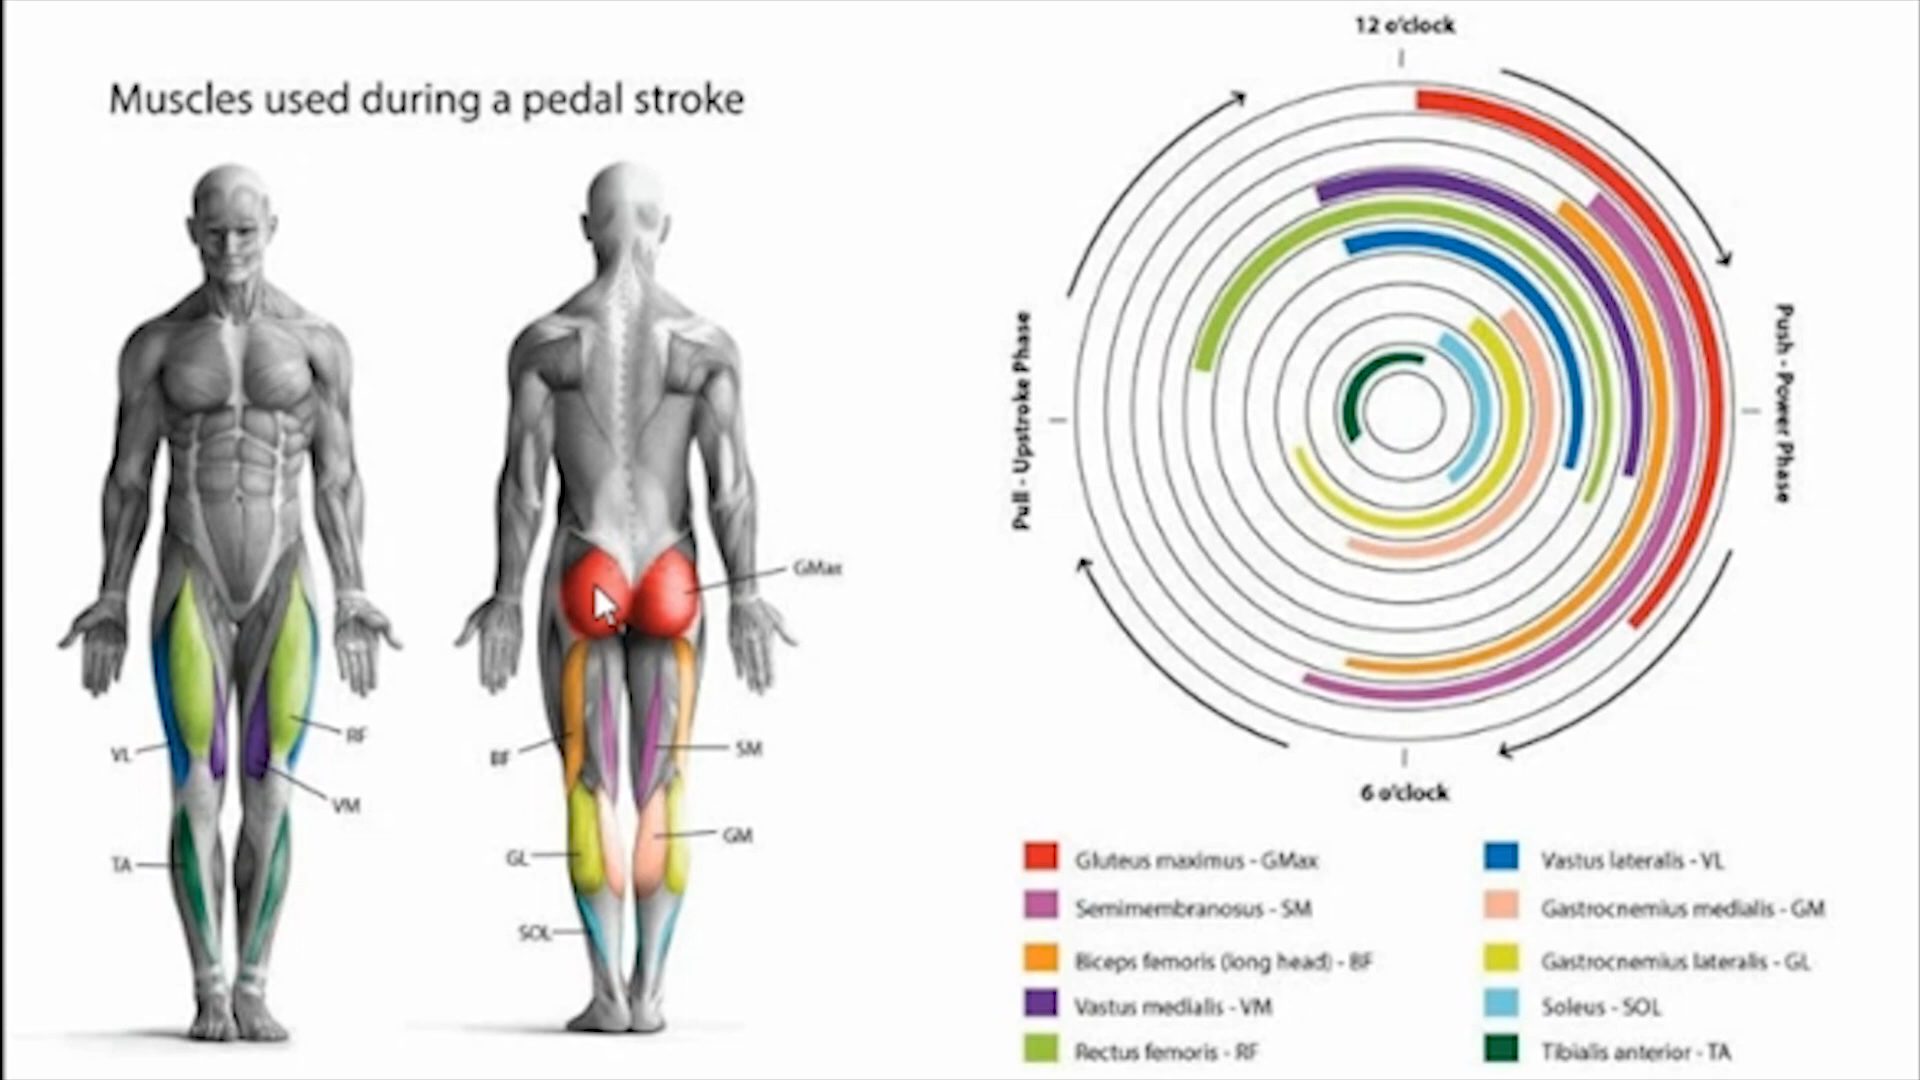 Muscles used during a pedal stroke
GMax
VL
RF
VM
TA
BF
SM
GL
GM
SOL
12 o'clock
Pull - Upstroke Phase
Push - Power Phase
6 o'clock
Gluteus maximus - GMax
Semimembranosus - SM
Biceps femoris (long head) - BF
Vastus medialis - VM
Rectus femoris - RF
Vastus lateralis - VL
Gastrocnemius medialis - GM
Gastrocnemius lateralis - GL
Soleus - SOL
Tibialis anterior - TA